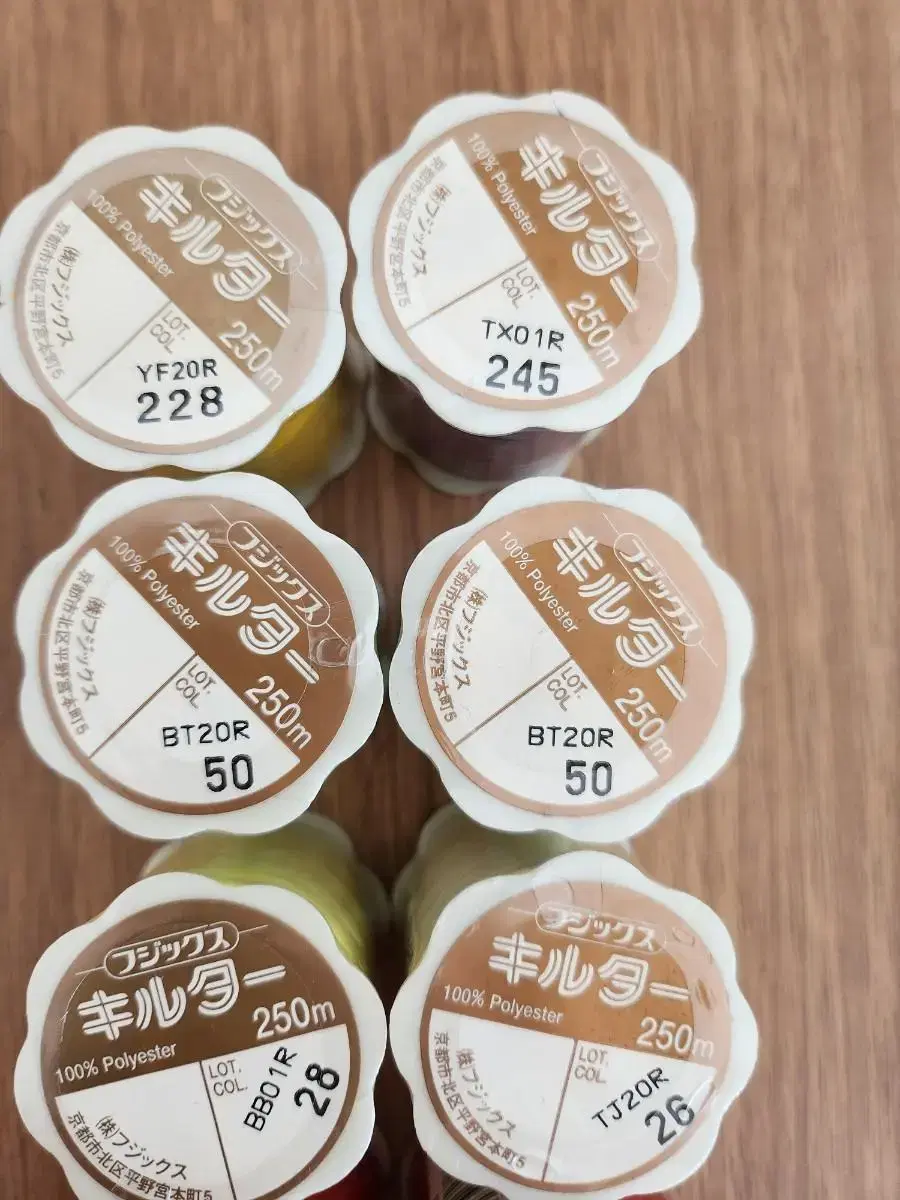 フジックス
キルター
100% Polyester
250m
(株)フジックス
京都市北区平野宮本町5
LOT.
COL.
YF20R
228
フジックス
キルター
100% Polyester
250m
(株)フジックス
京都市北区平野宮本町5
LOT.
COL.
TX01R
245
フジックス
キルター
100% Polyester
250m
(株)フジックス
京都市北区平野宮本町5
LOT.
COL.
BT20R
50
フジックス
キルター
100% Polyester
250m
(株)フジックス
京都市北区平野宮本町5
LOT.
COL.
BT20R
50
フジックス
キルター
250m
100% Polyester
(株)フジックス
京都市北区平野宮本町5
LOT.
COL.
BB01R
28
フジックス
キルター
100% Polyester
250m
(株)フジックス
京都市北区平野宮本町5
LOT.
COL.
TJ20R
26